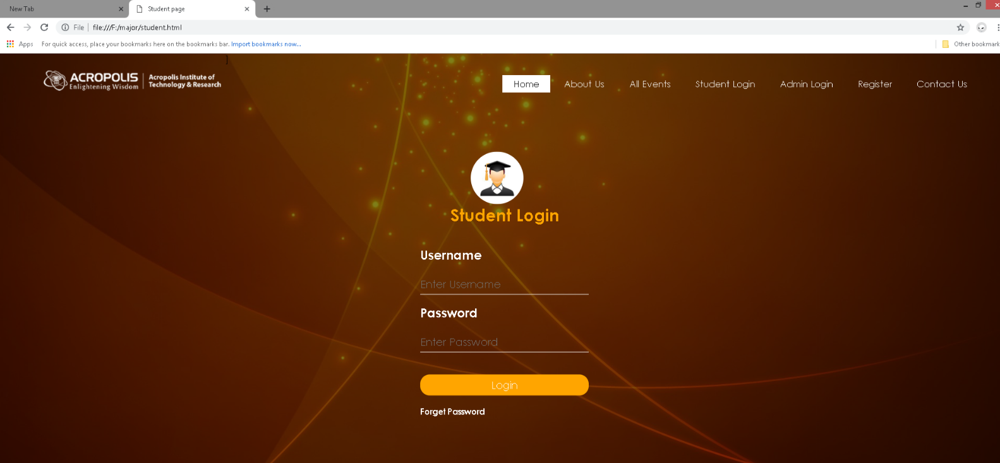 New Tab
Student page
File
file:///F:/major/student.html
Apps
For quick access, place your bookmarks here on the bookmarks bar. Import bookmarks now...
Other bookmark
]
ACROPOLIS
Enlightening Wisdom
Acropolis Institute of
Technology & Research
Home
About Us
All Events
Student Login
Admin Login
Register
Contact Us
Student Login
Username
Enter Username
Password
Enter Password
Login
Forget Password